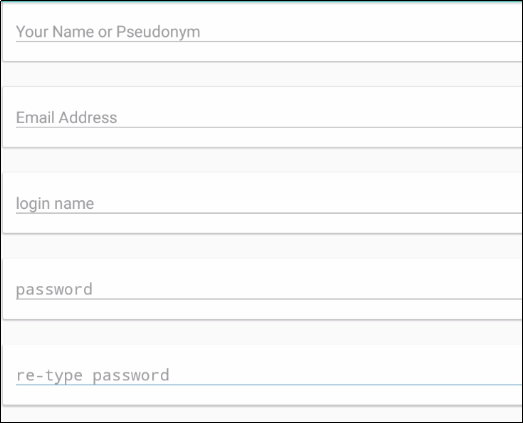 Your Name or Pseudonym
Email Address
login name
password
re-type password